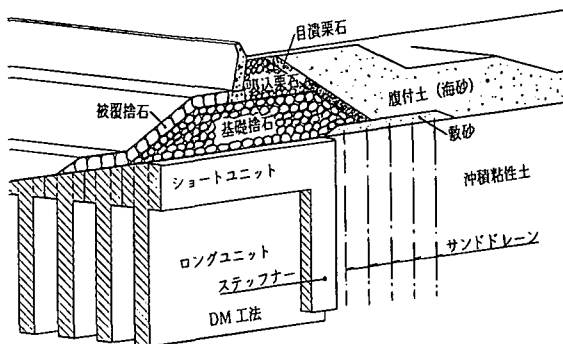 目潰栗石
吸込栗石
腹付土（海砂）
被覆捨石
基礎捨石
敷砂
沖積粘性土
ショートユニット
サンドドレーン
ロングユニット
ステッフナー
DM工法